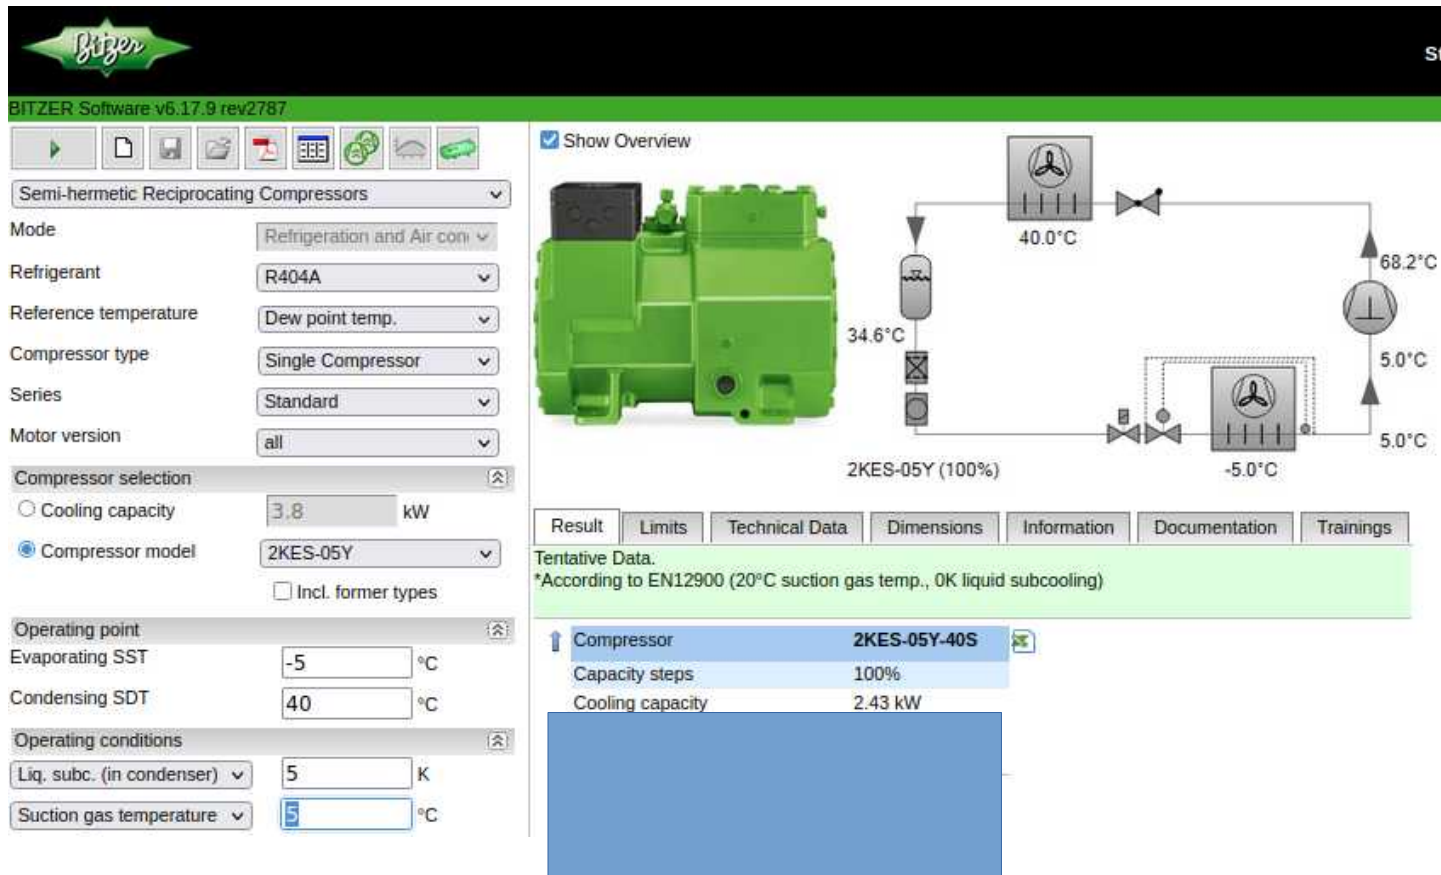 Bitzer
St
BITZER Software v6.17.9 rev2787
Semi-hermetic Reciprocating Compressors
Mode
Refrigeration and Air con
Refrigerant
R404A
Reference temperature
Dew point temp.
Compressor type
Single Compressor
Series
Standard
Motor version
all
Compressor selection
Cooling capacity
3.8
kW
Compressor model
2KES-05Y
Incl. former types
Operating point
Evaporating SST
-5
°C
Condensing SDT
40
°C
Operating conditions
Liq. subc. (in condenser)
5
K
Suction gas temperature
5
°C
Show Overview
40.0°C
68.2°C
34.6°C
5.0°C
5.0°C
2KES-05Y (100%)
-5.0°C
Result
Limits
Technical Data
Dimensions
Information
Documentation
Trainings
Tentative Data.
*According to EN12900 (20°C suction gas temp., 0K liquid subcooling)
Compressor 2KES-05Y-40S
Capacity steps 100%
Cooling capacity 2.43 kW